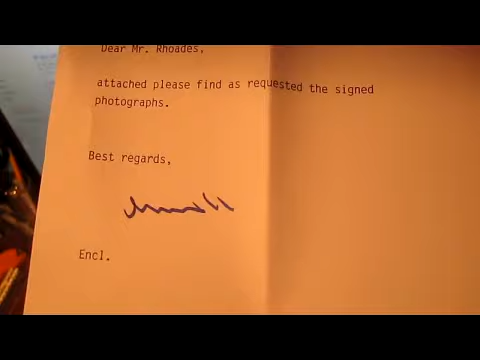 Dear Mr. Rhoades,
attached please find as requested the signed
photographs.
Best regards,
Encl.